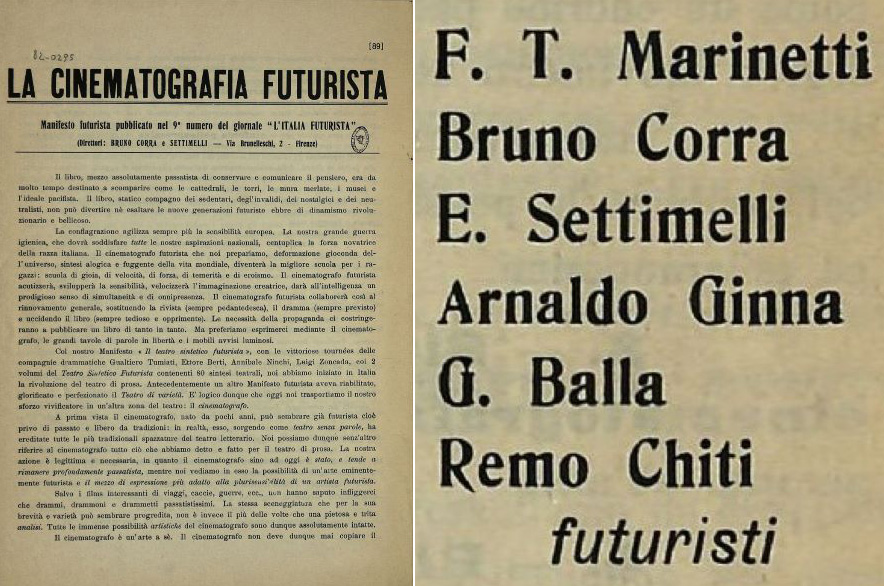 82-0295
[89]
LA CINEMATOGRAFIA FUTURISTA
Manifesto futurista pubblicato nel 9° numero del giornale "L'ITALIA FUTURISTA"
(Direttori: BRUNO CORRA e SETTIMELLI — Via Brunelleschi, 2 - Firenze)
Il libro, mezzo assolutamente passatista di conservare e comunicare il pensiero, era da
molto tempo destinato a scomparire come le cattedrali, le torri, le mura merlate, i musei e
l'ideale pacifista. Il libro, statico compagno dei sedentari, degl'invalidi, dei nostalgici e dei neu-
tralisti, non può divertire nè esaltare le nuove generazioni futuriste ebbre di dinamismo rivolu-
zionario e bellicoso.
La conflagrazione agilizza sempre più la sensibilità europea. La nostra grande guerra
igienica, che dovrà soddisfare tutte le nostre aspirazioni nazionali, centuplica la forza novatrice
della razza italiana. Il cinematografo futurista che noi prepariamo, deformazione gioconda del-
l'universo, sintesi alogica e fuggente della vita mondiale, diventerà la migliore scuola per i ra-
gazzi: scuola di gioia, di velocità, di forza, di temerità e di eroismo. Il cinematografo futurista
acutizzerà, svilupperà la sensibilità, velocizzerà l'immaginazione creatrice, darà all'intelligenza un
prodigioso senso di simultaneità e di onnipresenza. Il cinematografo futurista collaborerà così al
rinnovamento generale, sostituendo la rivista (sempre pedantesca), il dramma (sempre previsto)
e uccidendo il libro (sempre tedioso e opprimente). Le necessità della propaganda ci costringe-
ranno a pubblicare un libro di tanto in tanto. Ma preferiamo esprimerci mediante il cinemato-
grafo, le grandi tavole di parole in libertà e i mobili avvisi luminosi.
Col nostro Manifesto « Il teatro sintetico futurista », con le vittoriose tournées delle
compagnie drammatiche Gualtiero Tumiati, Ettore Berti, Annibale Ninchi, Luigi Zoncada, coi 2
volumi del Teatro Sintetico Futurista contenenti 80 sintesi teatrali, noi abbiamo iniziato in Italia
la rivoluzione del teatro di prosa. Antecedentemente un altro Manifesto futurista aveva riabilitato,
glorificato e perfezionato il Teatro di varietà. E' logico dunque che oggi noi trasportiamo il nostro
sforzo vivificatore in un'altra zona del teatro: il cinematografo.
A prima vista il cinematografo, nato da pochi anni, può sembrare già futurista cioè
privo di passato e libero da tradizioni: in realtà, esso, sorgendo come teatro senza parole, ha
ereditate tutte le più tradizionali spazzature del teatro letterario. Noi possiamo dunque senz'altro
riferire al cinematografo tutto ciò che abbiamo detto e fatto per il teatro di prosa. La nostra
azione è legittima e necessaria, in quanto il cinematografo sino ad oggi è stato, e tende a
rimanere profondamente passatista, mentre noi vediamo in esso la possibilità di un'arte eminente-
mente futurista e il mezzo di espressione più adatto alla plurisensibilità di un artista futurista.
Salvo i films interessanti di viaggi, caccie, guerre, ecc., non hanno saputo infliggerci
che drammi, drammoni e drammetti passatistissimi. La stessa sceneggiatura che per la sua
brevità e varietà può sembrare progredita, non è invece il più delle volte che una pietosa e trita
analisi. Tutte le immense possibilità artistiche del cinematografo sono dunque assolutamente intatte.
Il cinematografo è un'arte a sè. Il cinematografo non deve dunque mai copiare il
F. T. Marinetti
Bruno Corra
E. Settimelli
Arnaldo Ginna
G. Balla
Remo Chiti
futuristi